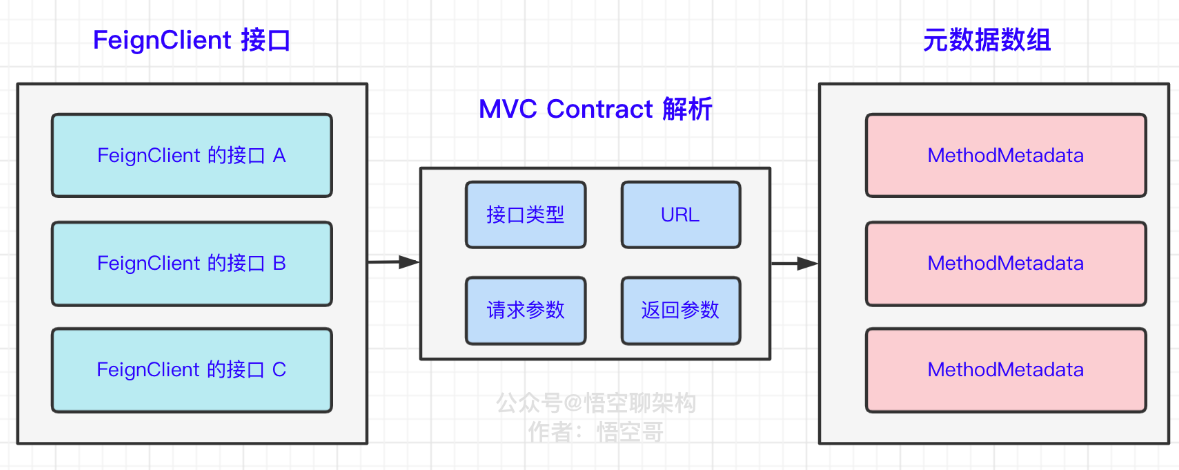 FeignClient 接口
FeignClient 的接口 A
FeignClient 的接口 B
FeignClient 的接口 C
MVC Contract 解析
接口类型
URL
请求参数
返回参数
元数据数组
MethodMetadata
MethodMetadata
MethodMetadata
公众号@悟空聊架构
作者：悟空哥